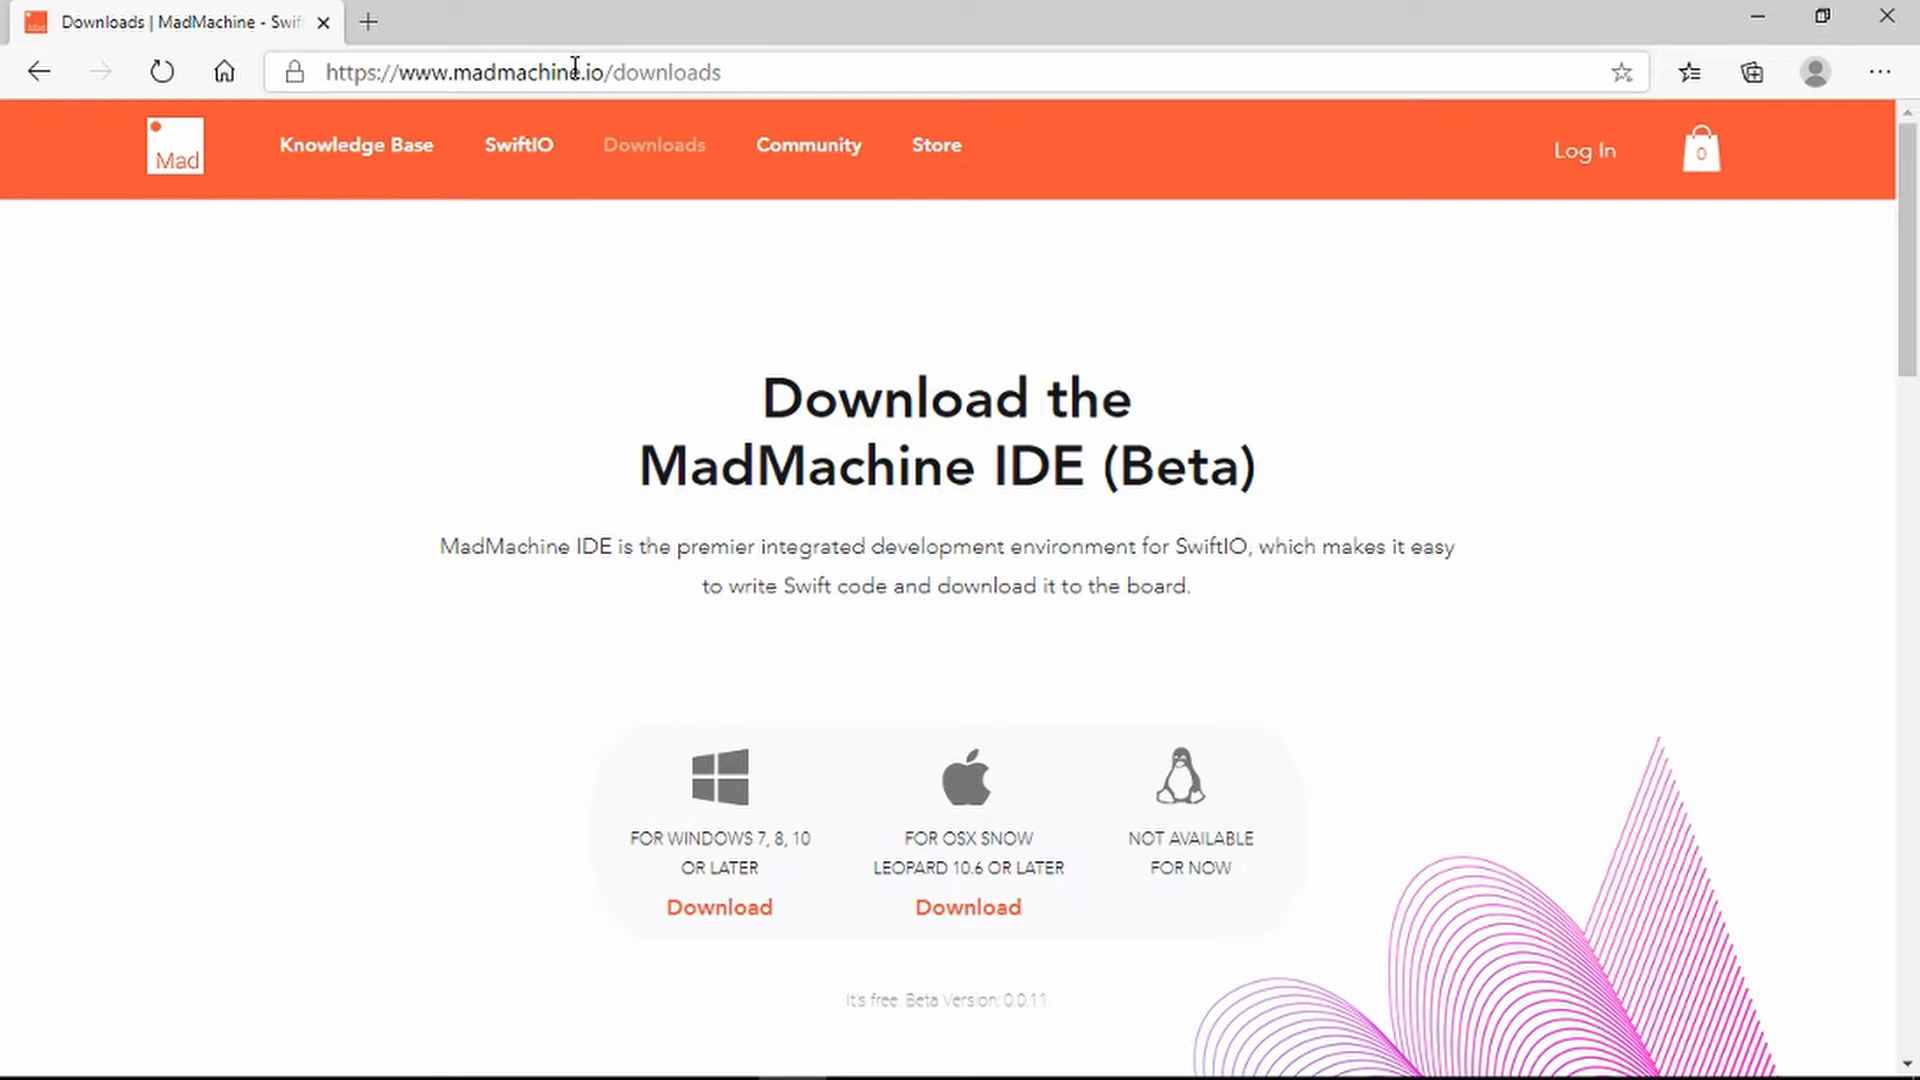 Downloads | MadMachine - Swif
https://www.madmachine.io/downloads
Mad
Knowledge Base
SwiftIO
Downloads
Community
Store
Log In
0
Download the
MadMachine IDE (Beta)
MadMachine IDE is the premier integrated development environment for SwiftIO, which makes it easy
to write Swift code and download it to the board.
FOR WINDOWS 7, 8, 10
OR LATER
Download
FOR OSX SNOW
LEOPARD 10.6 OR LATER
Download
NOT AVAILABLE
FOR NOW
It's free. Beta Version: 0.0.11